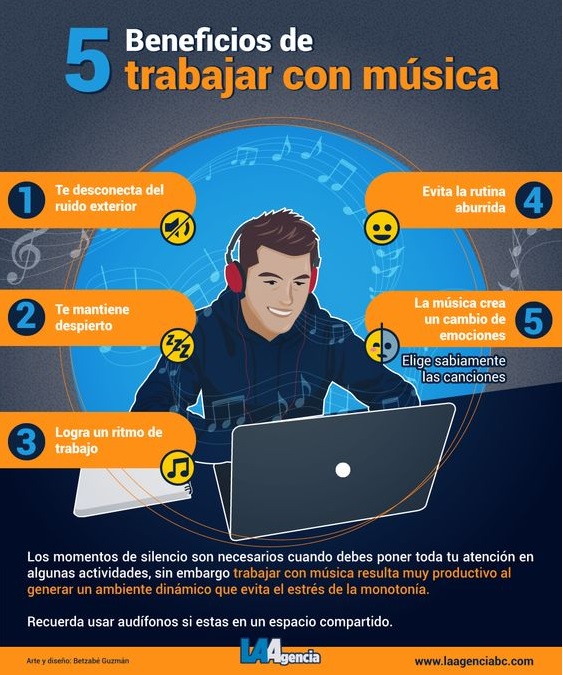 5 Beneficios de
trabajar con música
1
Te desconecta del
ruido exterior
2
Te mantiene
despierto
ZZZ
3
Logra un ritmo de
trabajo
Evita la rutina
aburrida
4
La música crea
un cambio de
emociones
5
Elige sabiamente
las canciones
Los momentos de silencio son necesarios cuando debes poner toda tu atención en
algunas actividades, sin embargo trabajar con música resulta muy productivo al
generar un ambiente dinámico que evita el estrés de la monotonía.
Recuerda usar audífonos si estas en un espacio compartido.
Arte y diseño: Betzabé Guzmán
LAAgencia
www.laagenciabc.com